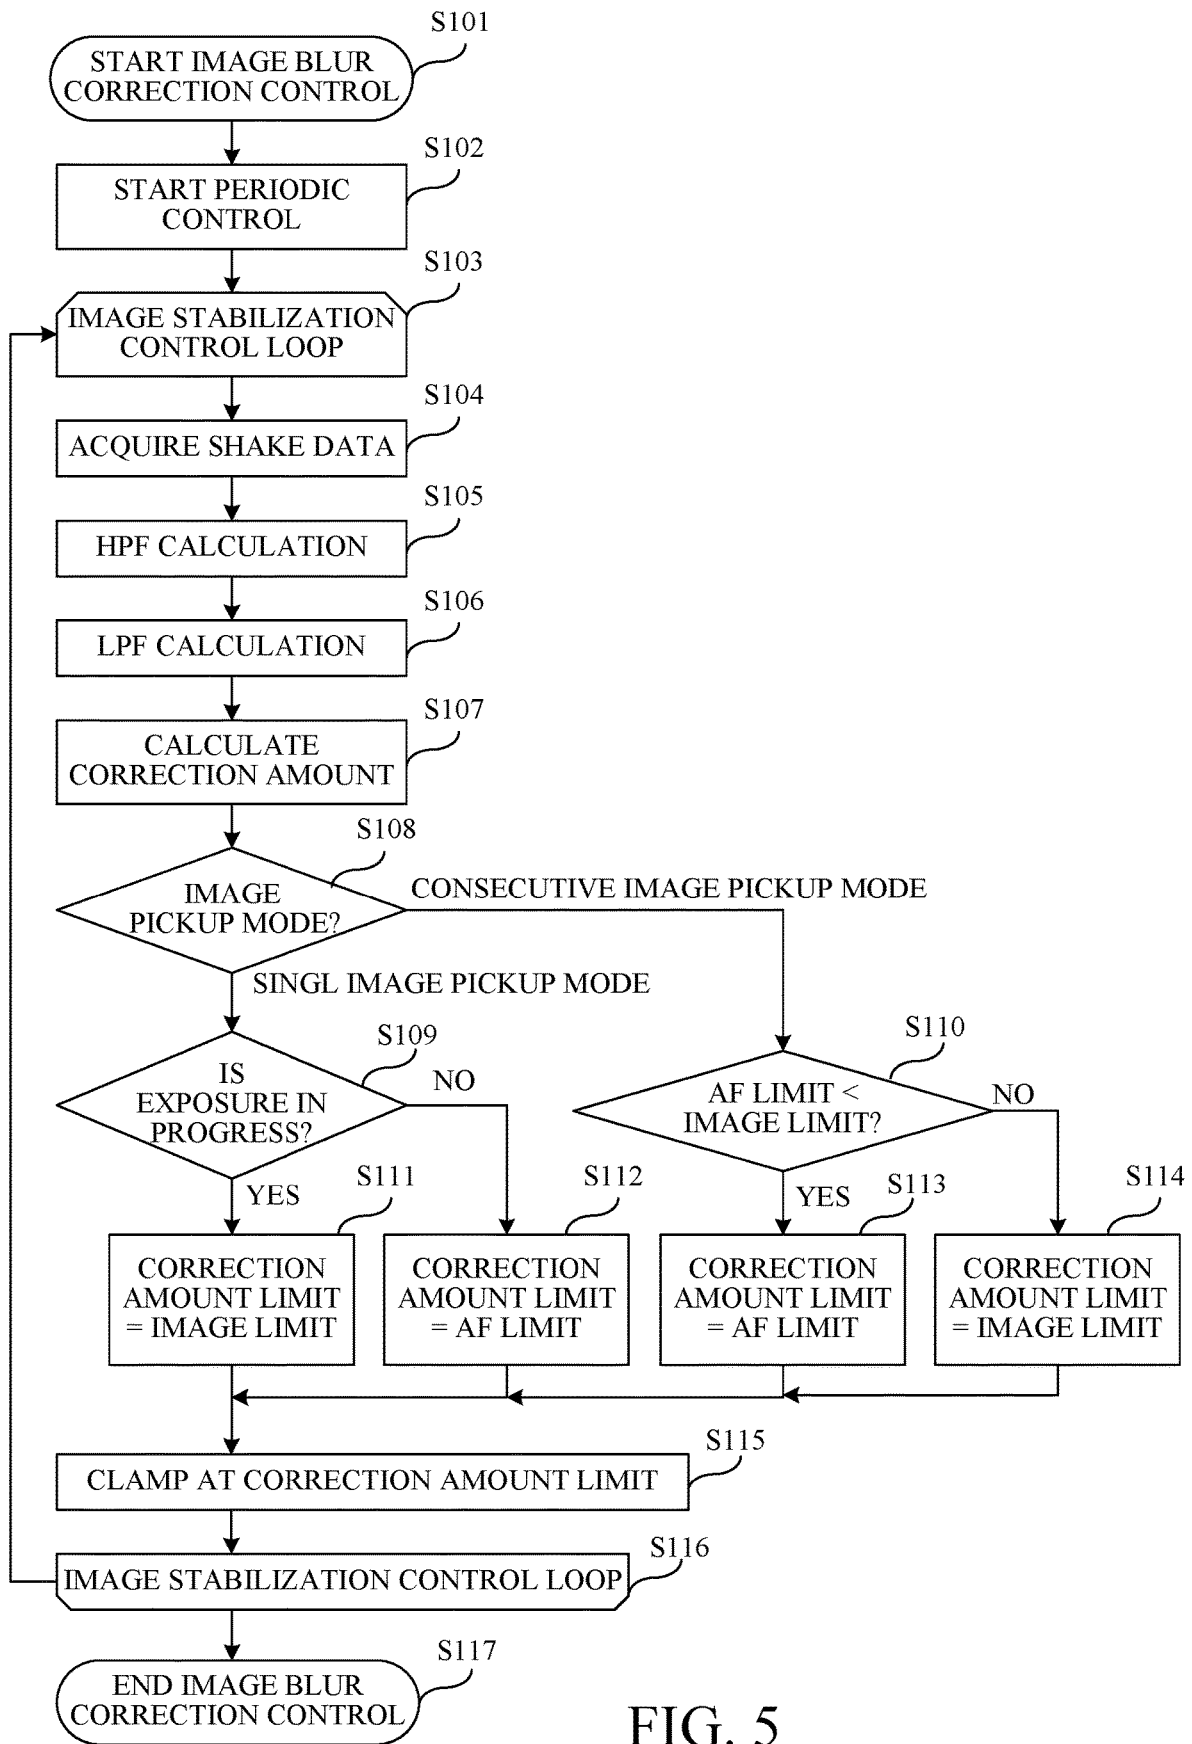 S101
START IMAGE BLUR
CORRECTION CONTROL
S102
START PERIODIC
CONTROL
S103
IMAGE STABILIZATION
CONTROL LOOP
S104
ACQUIRE SHAKE DATA
S105
HPF CALCULATION
S106
LPF CALCULATION
S107
CALCULATE
CORRECTION AMOUNT
S108
IMAGE
PICKUP MODE?
CONSECUTIVE IMAGE PICKUP MODE
SINGL IMAGE PICKUP MODE
S109
IS
EXPOSURE IN
PROGRESS?
NO
YES
S110
AF LIMIT <
IMAGE LIMIT?
NO
YES
S111
CORRECTION
AMOUNT LIMIT
= IMAGE LIMIT
S112
CORRECTION
AMOUNT LIMIT
= AF LIMIT
S113
CORRECTION
AMOUNT LIMIT
= AF LIMIT
S114
CORRECTION
AMOUNT LIMIT
= IMAGE LIMIT
S115
CLAMP AT CORRECTION AMOUNT LIMIT
S116
IMAGE STABILIZATION CONTROL LOOP
S117
END IMAGE BLUR
CORRECTION CONTROL
FIG. 5